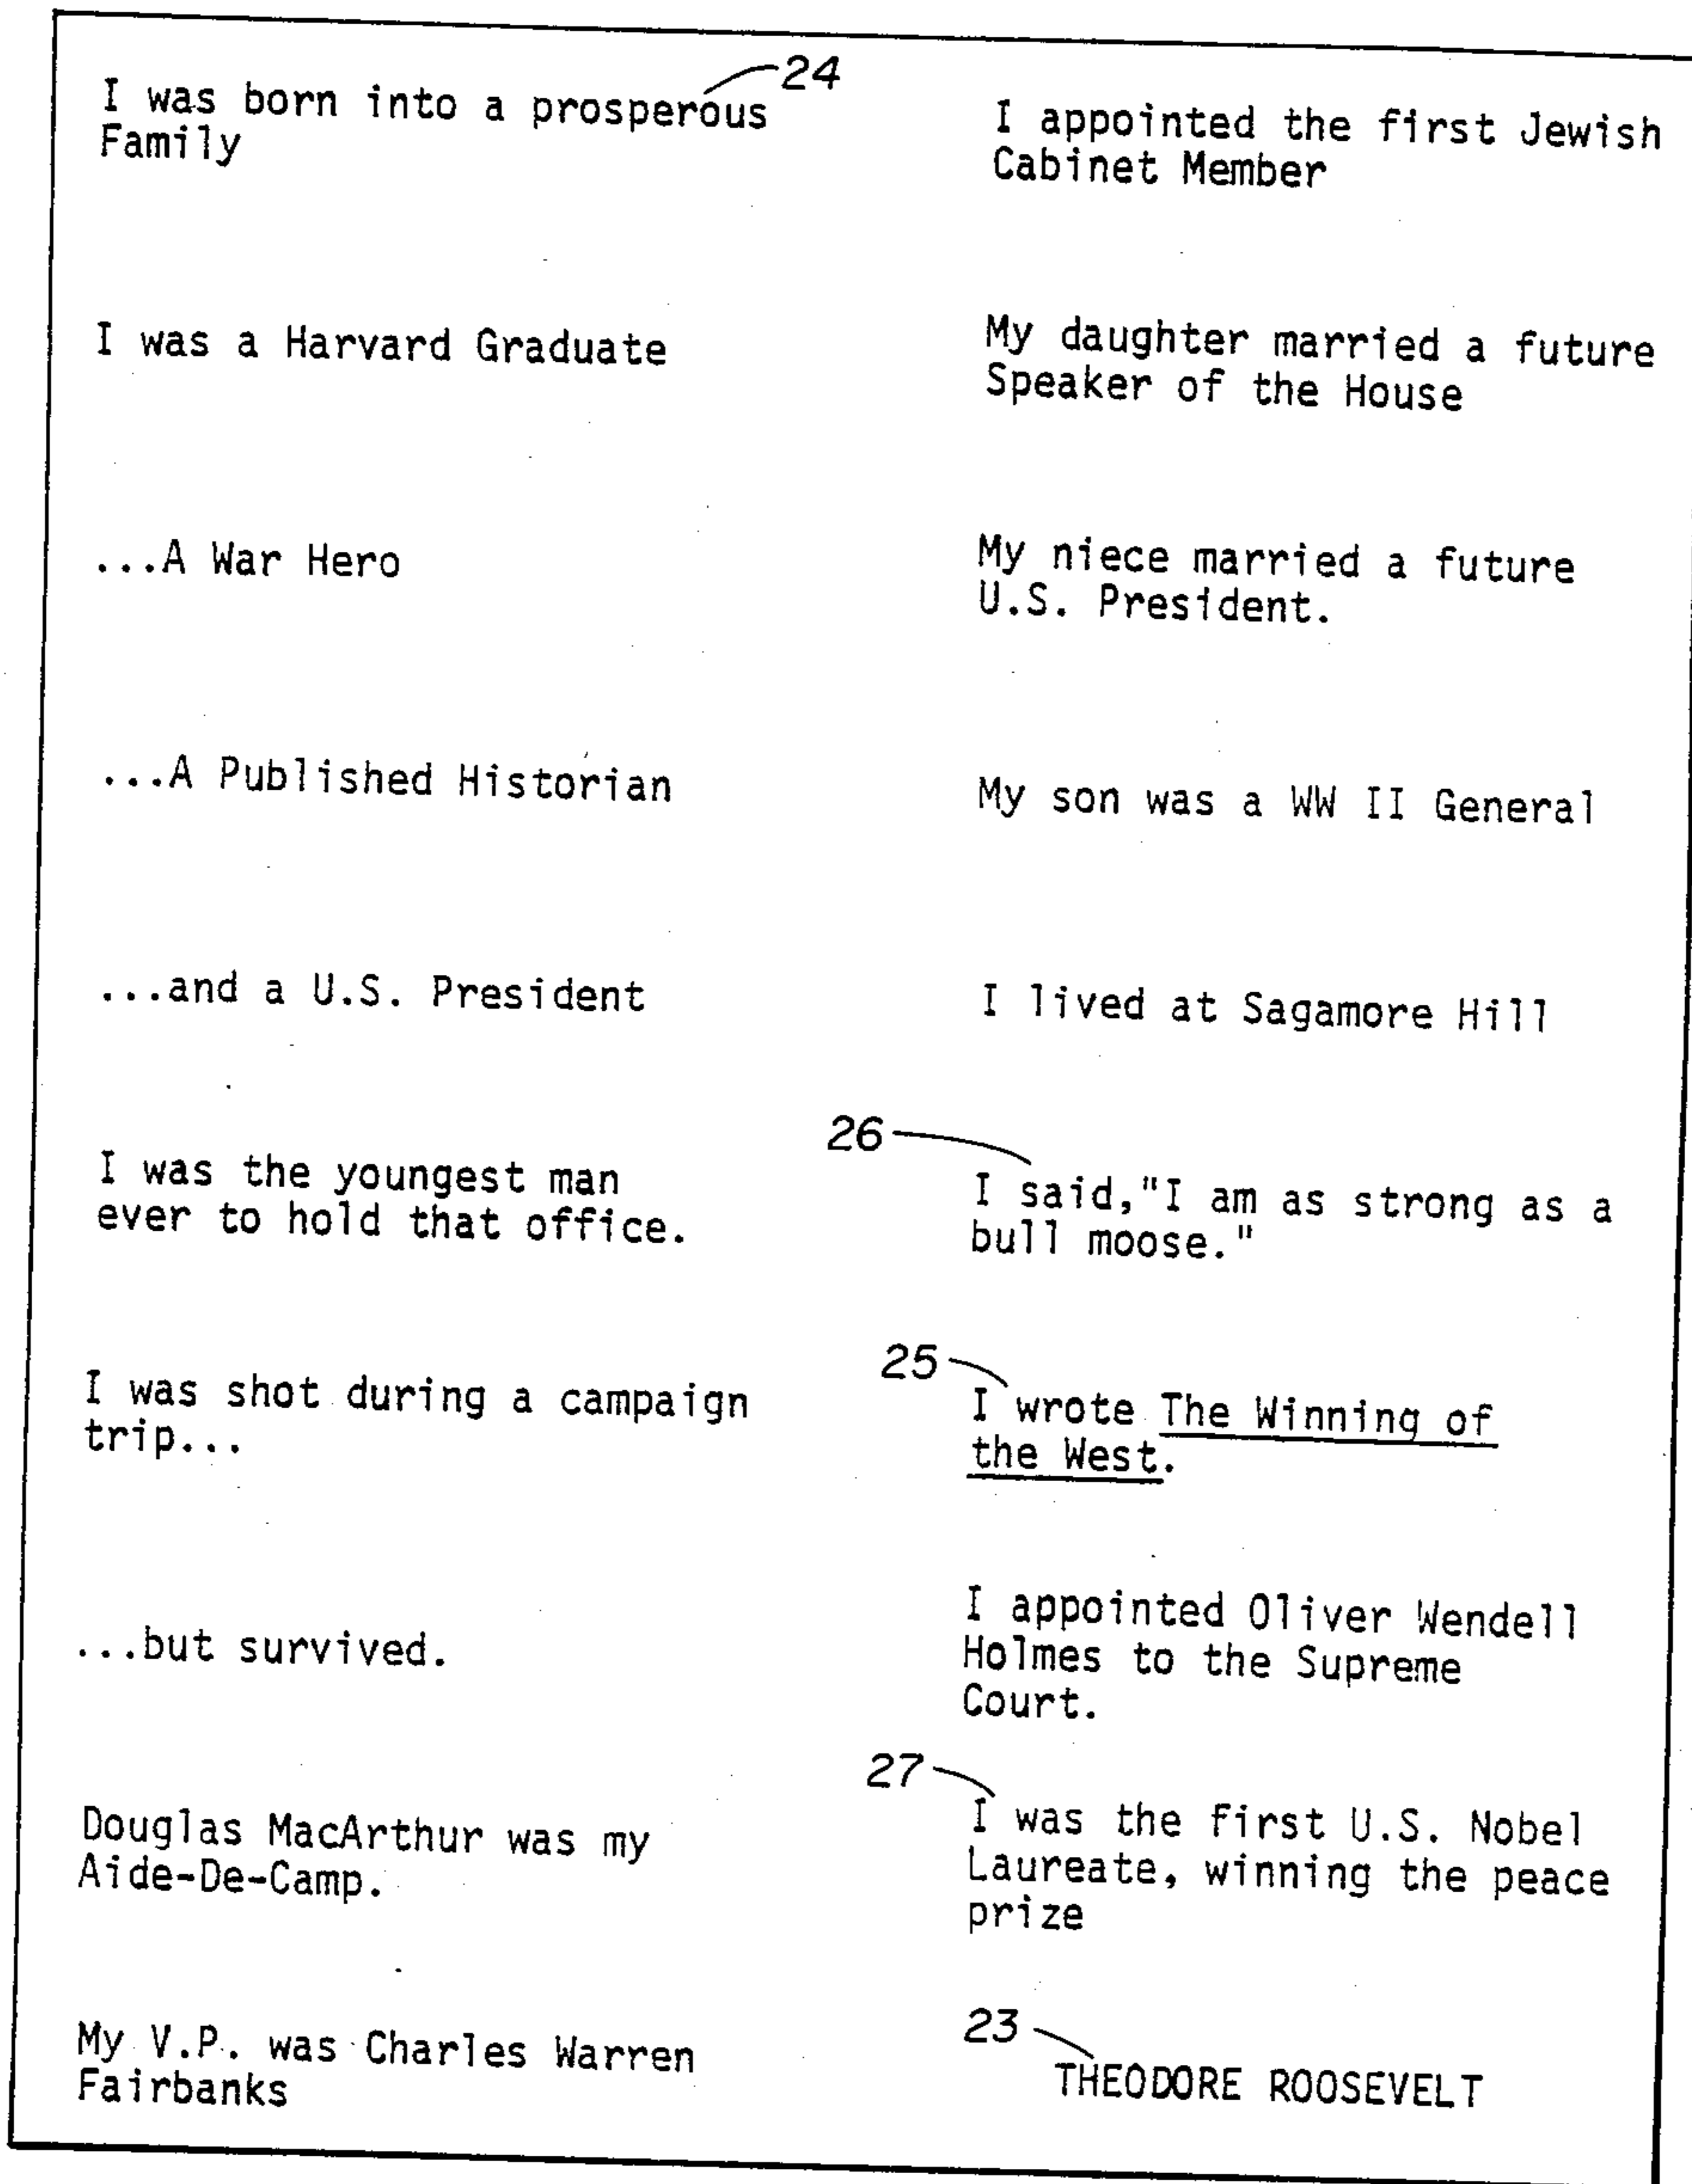 24
I was born into a prosperous
Family
I was a Harvard Graduate
...A War Hero
...A Published Historian
...and a U.S. President
I was the youngest man
ever to hold that office.
I was shot during a campaign
trip...
...but survived.
Douglas MacArthur was my
Aide-De-Camp.
My V.P. was Charles Warren
Fairbanks
I appointed the first Jewish
Cabinet Member
My daughter married a future
Speaker of the House
My niece married a future
U.S. President.
My son was a WW II General
I lived at Sagamore Hill
26
I said,"I am as strong as a
bull moose."
25
I wrote The Winning of
the West.
I appointed Oliver Wendell
Holmes to the Supreme
Court.
27
I was the first U.S. Nobel
Laureate, winning the peace
prize
23
THEODORE ROOSEVELT